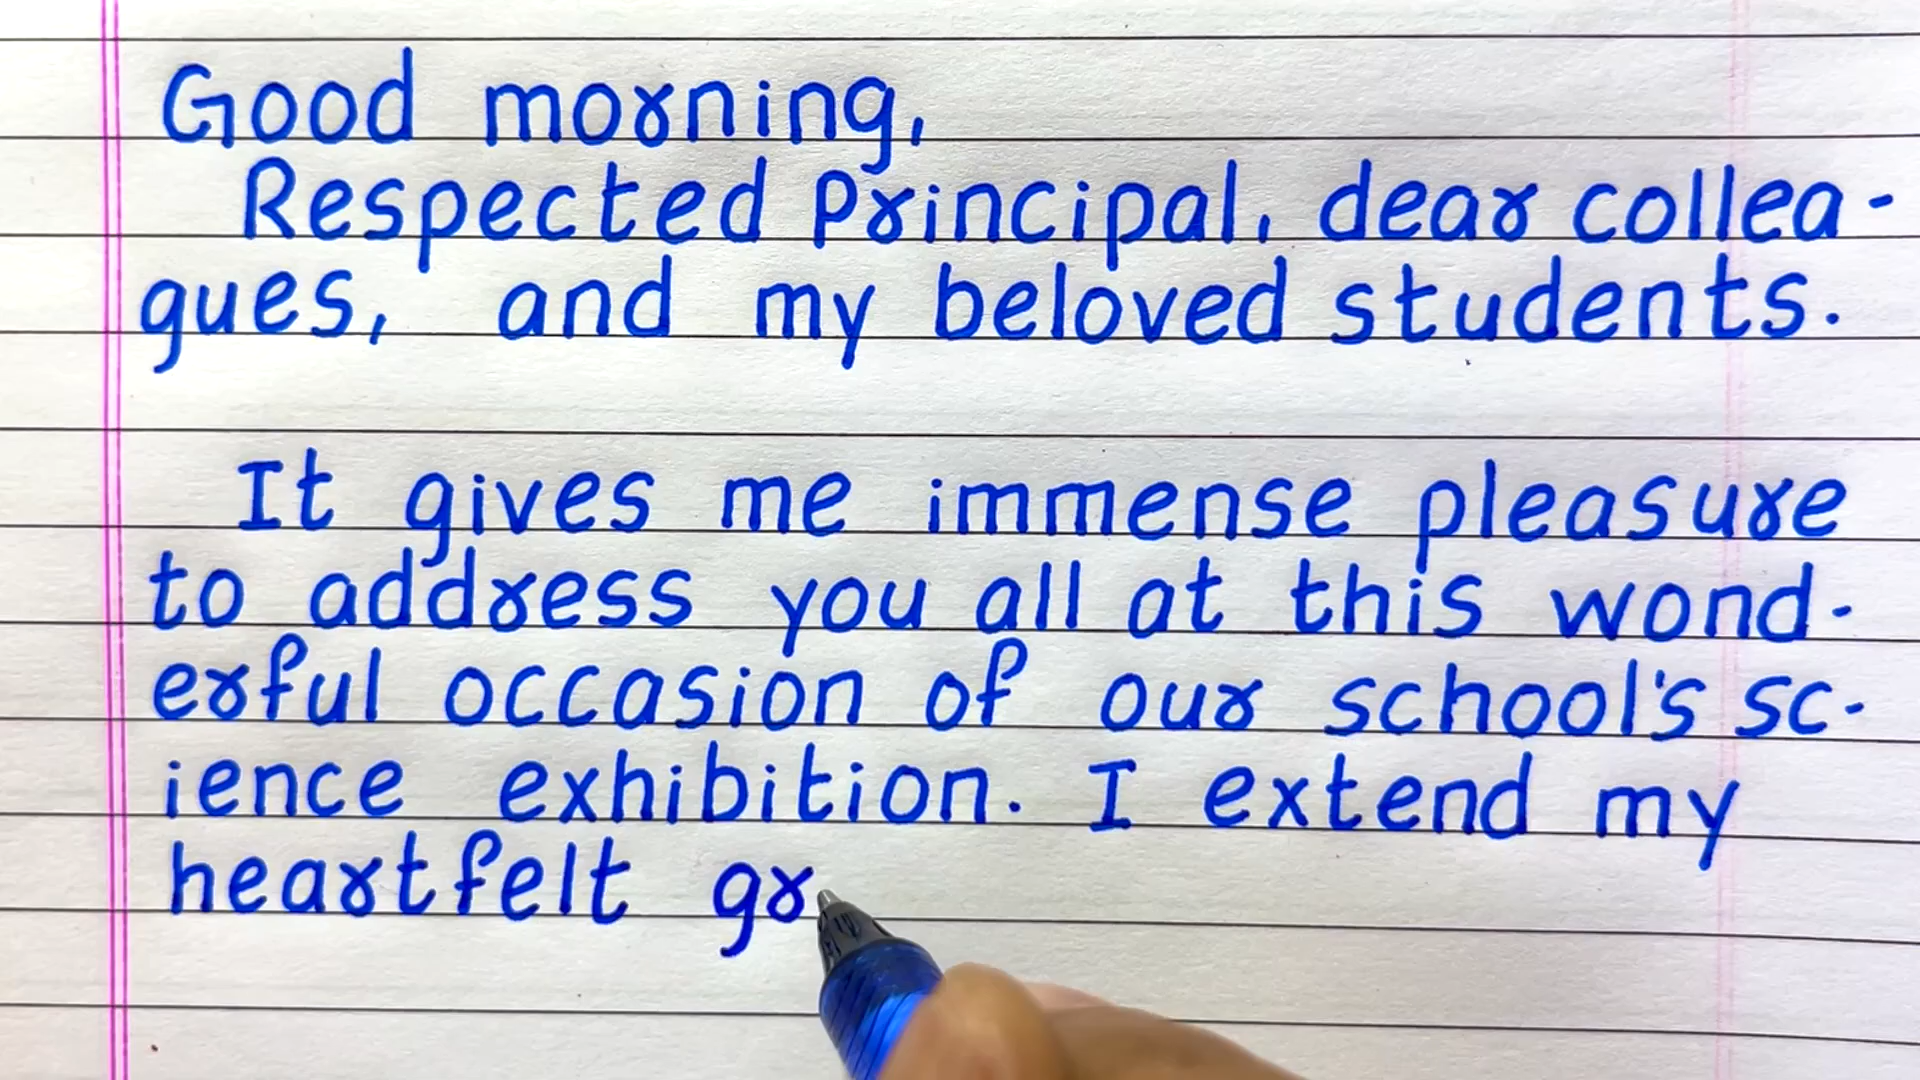 Good morning,
Respected Principal, dear collea-
gues, and my beloved students.
It gives me immense pleasure
to address you all at this wond-
erful occasion of our school's sc-
ience exhibition. I extend my
heartfelt gr